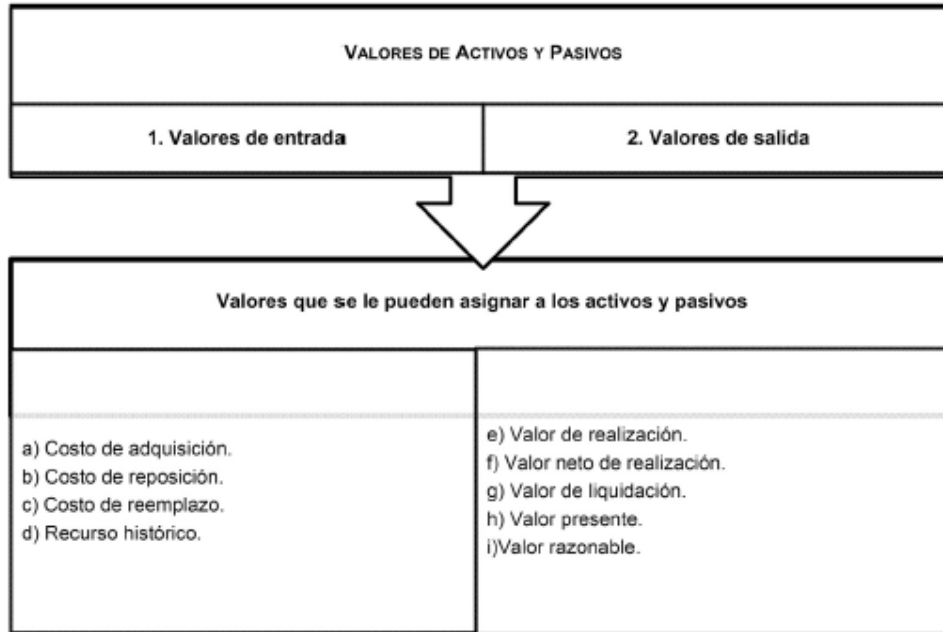 VALORES DE ACTIVOS Y PASIVOS
1. Valores de entrada
2. Valores de salida
Valores que se le pueden asignar a los activos y pasivos
a) Costo de adquisición.
b) Costo de reposición.
c) Costo de reemplazo.
d) Recurso histórico.
e) Valor de realización.
f) Valor neto de realización.
g) Valor de liquidación.
h) Valor presente.
i)Valor razonable.